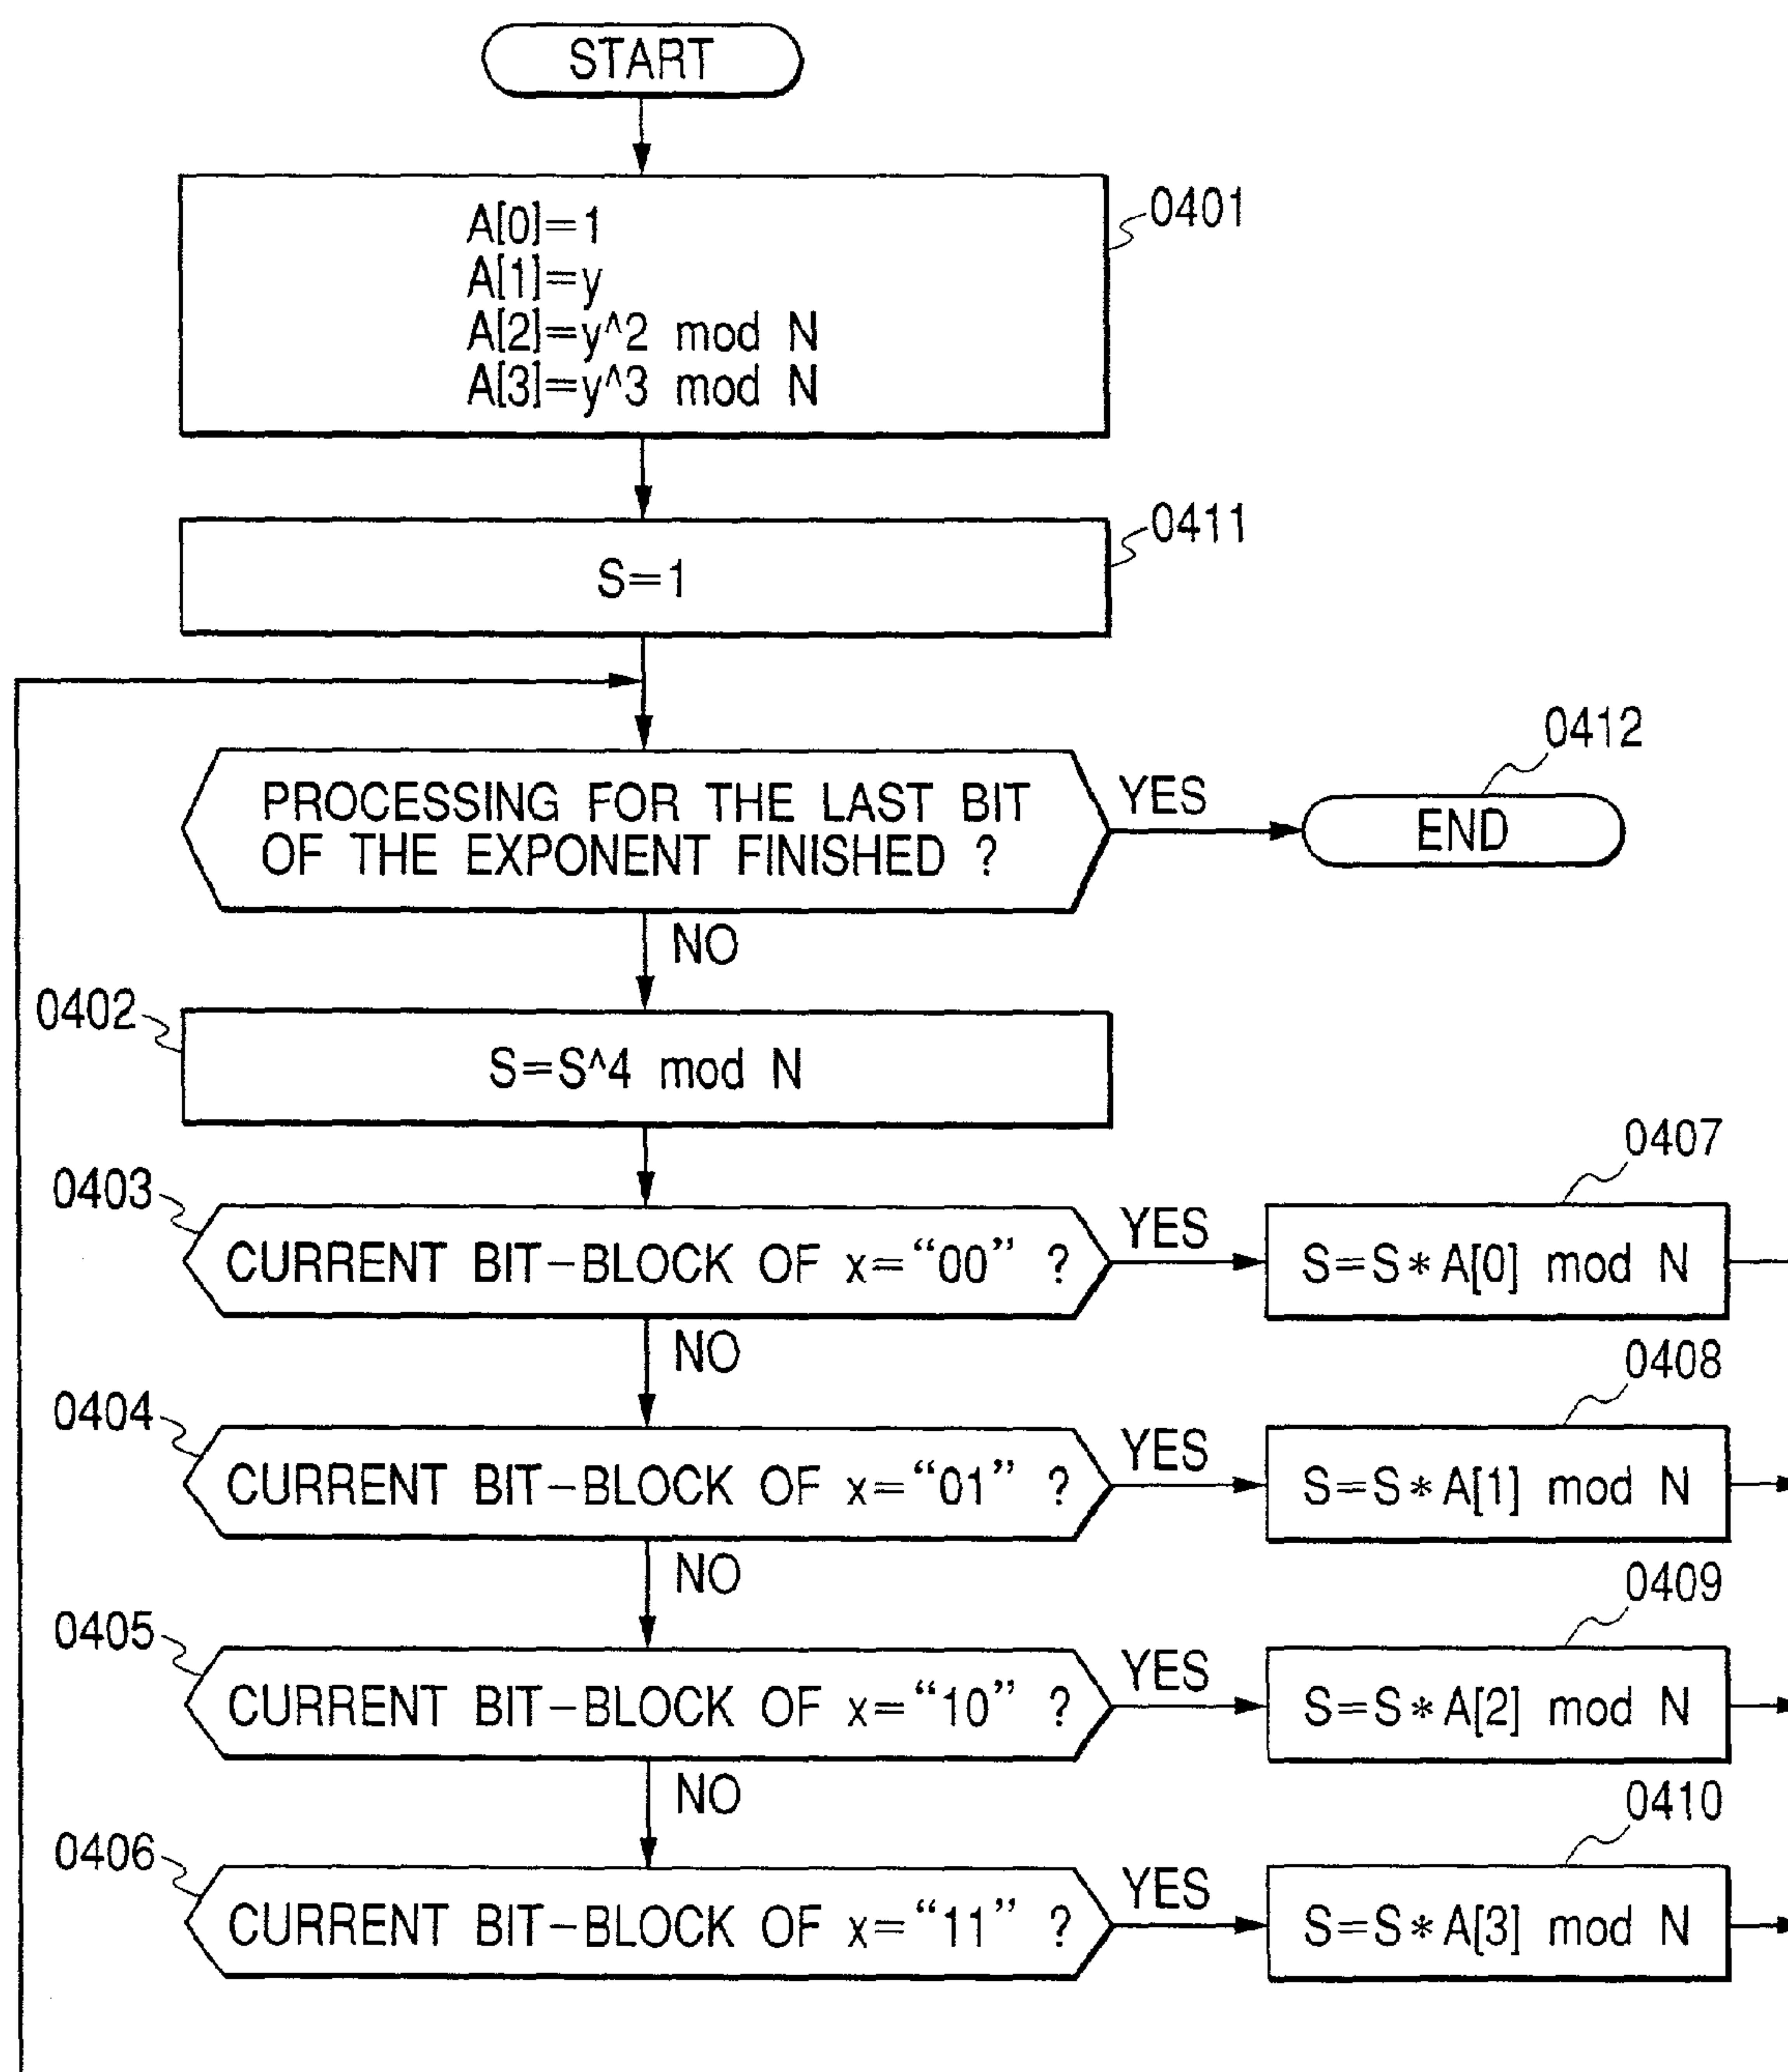 START
A[0]=1
A[1]=y
A[2]=y^2 mod N
A[3]=y^3 mod N
0401
S=1
0411
PROCESSING FOR THE LAST BIT
OF THE EXPONENT FINISHED ?
YES
END
0412
NO
0402
S=S^4 mod N
0403
CURRENT BIT-BLOCK OF x="00" ?
YES
S=S*A[0] mod N
0407
NO
0404
CURRENT BIT-BLOCK OF x="01" ?
YES
S=S*A[1] mod N
0408
NO
0405
CURRENT BIT-BLOCK OF x="10" ?
YES
S=S*A[2] mod N
0409
NO
0406
CURRENT BIT-BLOCK OF x="11" ?
YES
S=S*A[3] mod N
0410